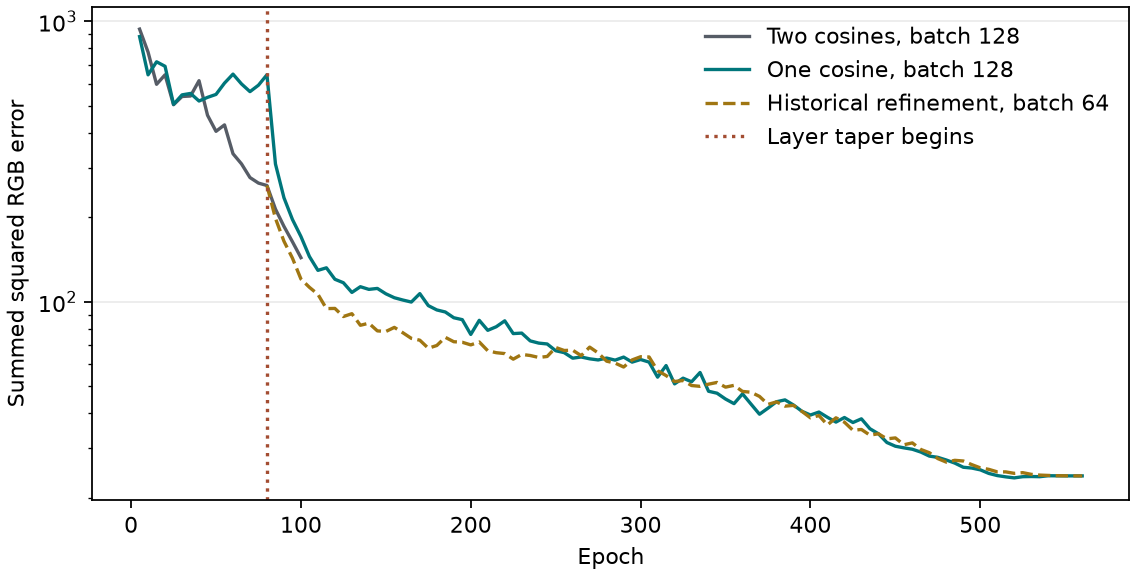 10³
10²
Summed squared RGB error
Two cosines, batch 128
One cosine, batch 128
Historical refinement, batch 64
Layer taper begins
0 100 200 300 400 500
Epoch